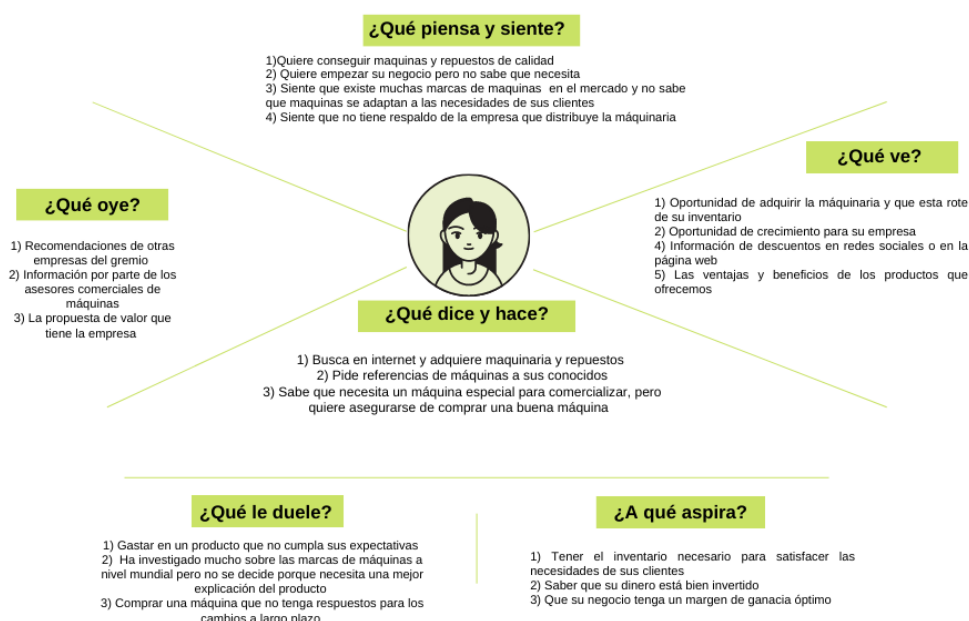 ¿Qué piensa y siente?
1)Quiere conseguir maquinas y repuestos de calidad
2) Quiere empezar su negocio pero no sabe que necesita
3) Siente que existe muchas marcas de maquinas en el mercado y no sabe
que maquinas se adaptan a las necesidades de sus clientes
4) Siente que no tiene respaldo de la empresa que distribuye la máquinaria
¿Qué ve?
1) Oportunidad de adquirir la máquinaria y que esta rote
de su inventario
2) Oportunidad de crecimiento para su empresa
4) Información de descuentos en redes sociales o en la
página web
5) Las ventajas y beneficios de los productos que
ofrecemos
¿Qué oye?
1) Recomendaciones de otras
empresas del gremio
2) Información por parte de los
asesores comerciales de
máquinas
3) La propuesta de valor que
tiene la empresa
¿Qué dice y hace?
1) Busca en internet y adquiere maquinaria y repuestos
2) Pide referencias de máquinas a sus conocidos
3) Sabe que necesita un máquina especial para comercializar, pero
quiere asegurarse de comprar una buena máquina
¿Qué le duele?
1) Gastar en un producto que no cumpla sus expectativas
2) Ha investigado mucho sobre las marcas de máquinas a
nivel mundial pero no se decide porque necesita una mejor
explicación del producto
3) Comprar una máquina que no tenga respuestos para los
cambios a largo plazo
¿A qué aspira?
1) Tener el inventario necesario para satisfacer las
necesidades de sus clientes
2) Saber que su dinero está bien invertido
3) Que su negocio tenga un margen de ganacia óptimo